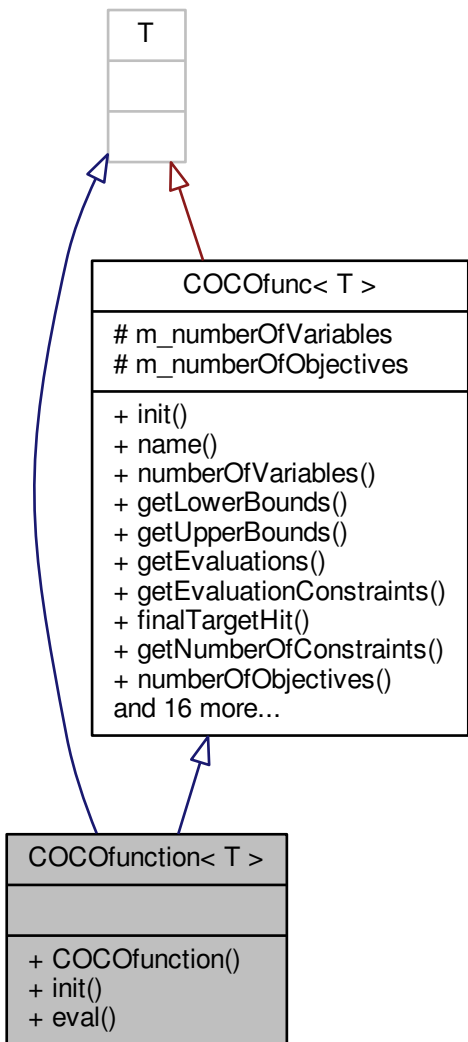 T
COCOfunc< T >
# m_numberOfVariables
# m_numberOfObjectives
+ init()
+ name()
+ numberOfVariables()
+ getLowerBounds()
+ getUpperBounds()
+ getEvaluations()
+ getEvaluationConstraints()
+ finalTargetHit()
+ getNumberOfConstraints()
+ numberOfObjectives()
and 16 more...
COCOfunction< T >
+ COCOfunction()
+ init()
+ eval()